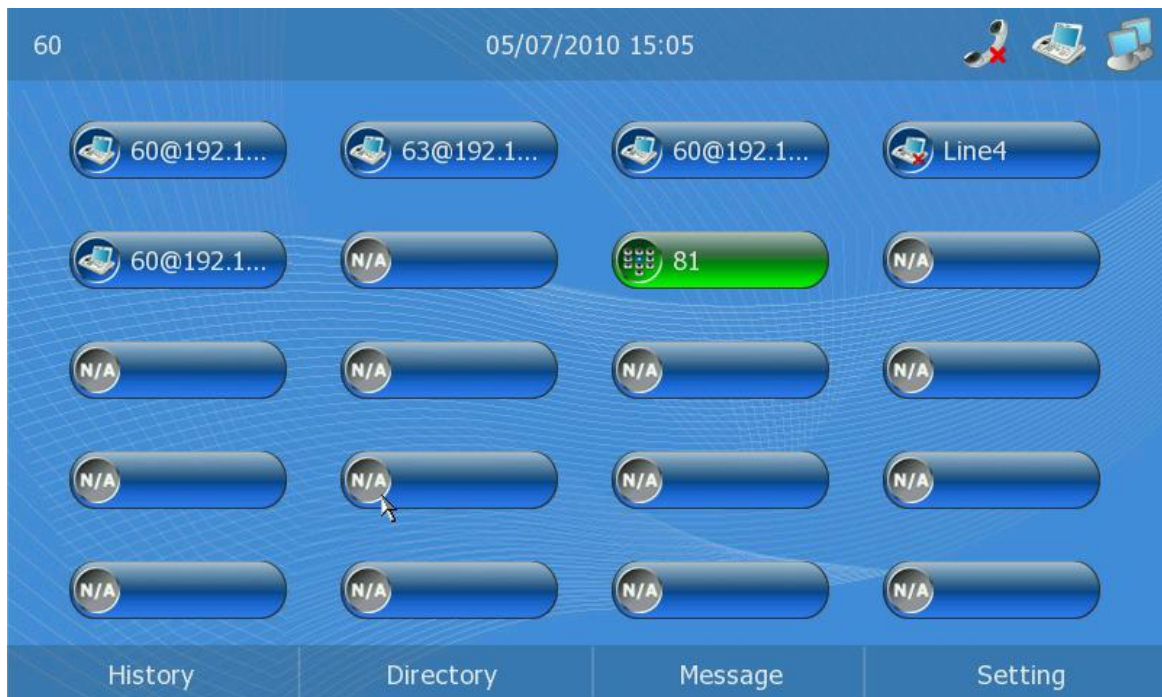 60 05/07/2010 15:05
60@192.1... 63@192.1... 60@192.1... Line4
60@192.1... N/A 81 N/A
N/A N/A N/A N/A
N/A N/A N/A N/A
N/A N/A N/A N/A
History Directory Message Setting